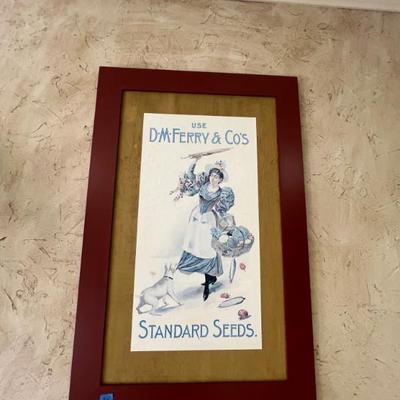 USE
D·M·FERRY & CO'S
STANDARD SEEDS.